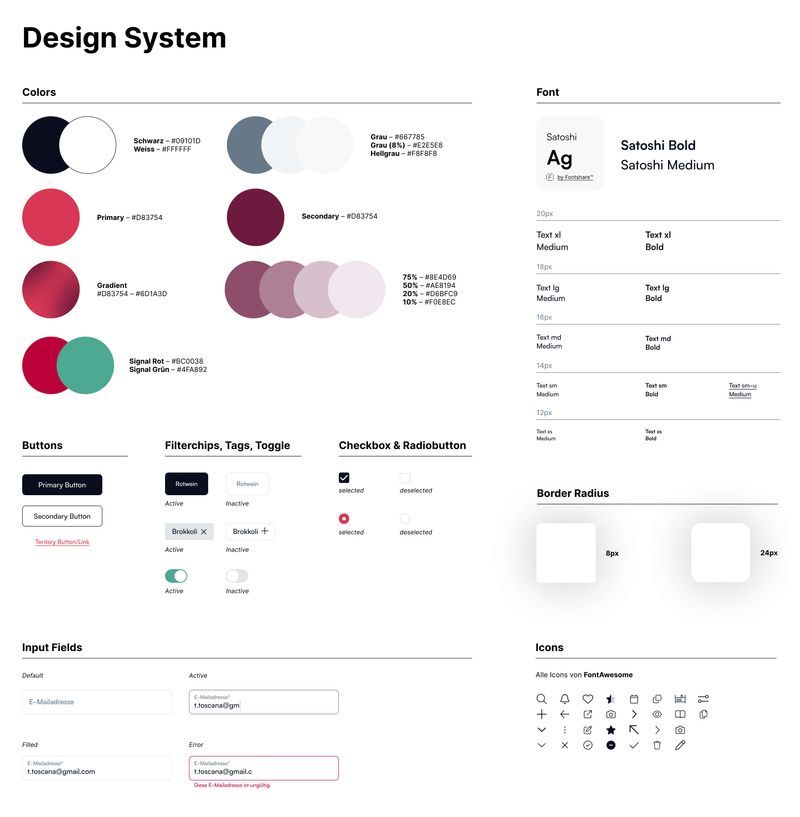 Design System
Colors
Schwarz – #09101D
Weiss – #FFFFFF
Grau – #667785
Grau (8%) – #E2E5E8
Hellgrau – #F8F8F8
Primary – #D83754
Secondary – #D83754
Gradient
#D83754 – #6D1A3D
75% – #8E4D69
50% – #AE8194
20% – #D6BFC9
10% – #F0E8EC
Signal Rot – #BC0038
Signal Grün – #4FA892
Font
Satoshi
Ag
by Fontshare™
Satoshi Bold
Satoshi Medium
20px
Text xl
Medium
Text xl
Bold
18px
Text lg
Medium
Text lg
Bold
16px
Text md
Medium
Text md
Bold
14px
Text sm
Medium
Text sm
Bold
Text sm-u
Medium
12px
Text xs
Medium
Text xs
Bold
Buttons
Primary Button
Secondary Button
Teritary Button/Link
Filterchips, Tags, Toggle
Rotwein
Rotwein
Active
Inactive
Brokkoli
Brokkoli
Active
Inactive
Active
Inactive
Checkbox & Radiobutton
selected
deselected
selected
deselected
Border Radius
8px
24px
Input Fields
Default
Active
E-Mailadresse
E-Mailadresse*
t.toscana@gm
Filled
Error
E-Mailadresse*
t.toscana@gmail.com
E-Mailadresse*
t.toscana@gmail.c
Diese E-Mailadresse ist ungültig.
Icons
Alle Icons von FontAwesome